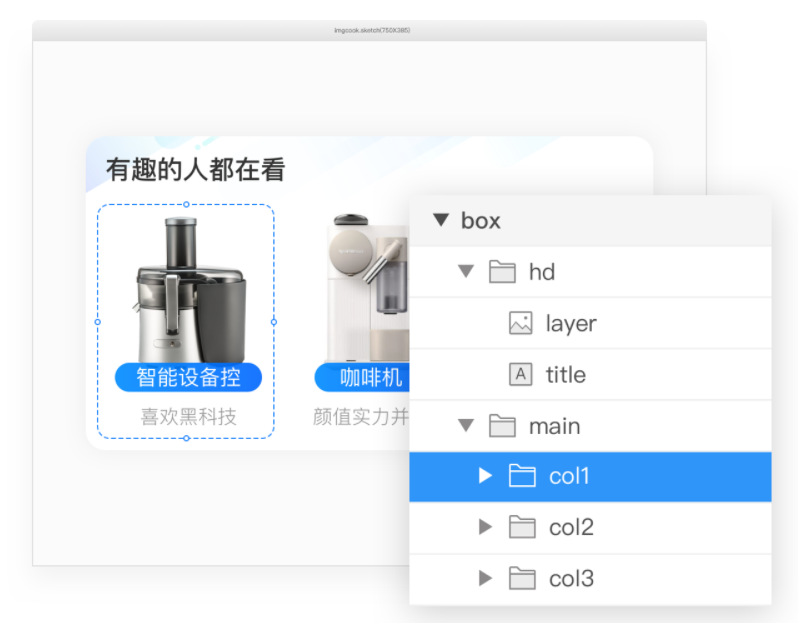 imgcook.sketch(750X385)
有趣的人都在看
智能设备控
喜欢黑科技
咖啡机
颜值实力并
box
hd
layer
A
title
main
col1
col2
col3